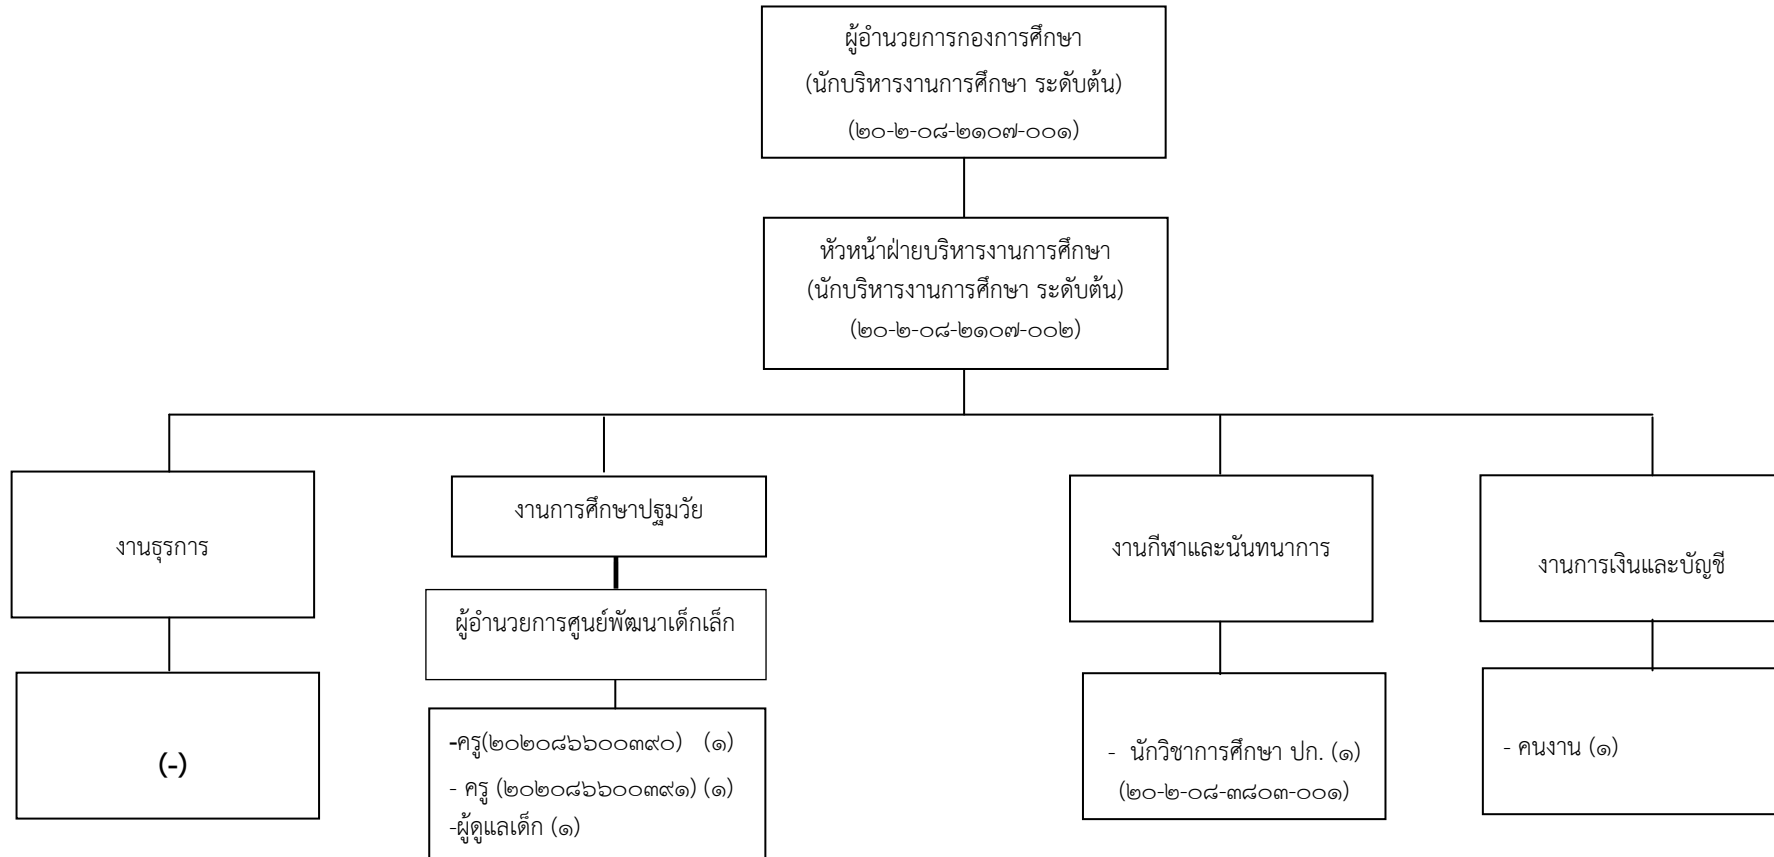 ผู้อำนวยการกองการศึกษา
(นักบริหารงานการศึกษา ระดับต้น)
(๒๐-๒-๐๘-๒๑๐๗-๐๐๑)
หัวหน้าฝ่ายบริหารงานการศึกษา
(นักบริหารงานการศึกษา ระดับต้น)
(๒๐-๒-๐๘-๒๑๐๗-๐๐๒)
งานธุรการ
(-)
งานการศึกษาปฐมวัย
ผู้อำนวยการศูนย์พัฒนาเด็กเล็ก
-ครู(๒๐๒๐๘๖๖๐๐๓๙๐) (๑)
- ครู (๒๐๒๐๘๖๖๐๐๓๙๑) (๑)
-ผู้ดูแลเด็ก (๑)
งานกีฬาและนันทนาการ
- นักวิชาการศึกษา ปก. (๑)
(๒๐-๒-๐๘-๓๘๐๓-๐๐๑)
งานการเงินและบัญชี
- คนงาน (๑)